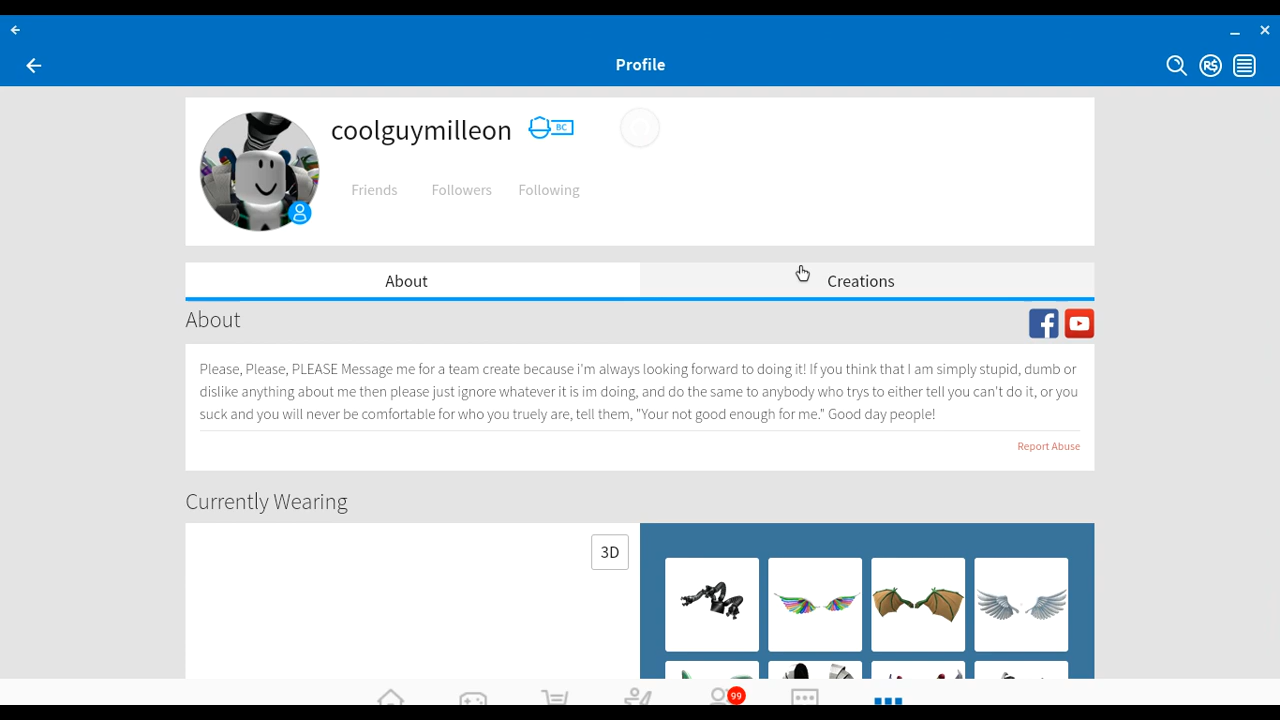 Profile
R$
coolguymilleon
BC
Friends Followers Following
About Creations
About
Please, Please, PLEASE Message me for a team create because i'm always looking forward to doing it! If you think that I am simply stupid, dumb or
dislike anything about me then please just ignore whatever it is im doing, and do the same to anybody who trys to either tell you can't do it, or you
suck and you will never be comfortable for who you truely are, tell them, "Your not good enough for me." Good day people!
Report Abuse
Currently Wearing
3D
99